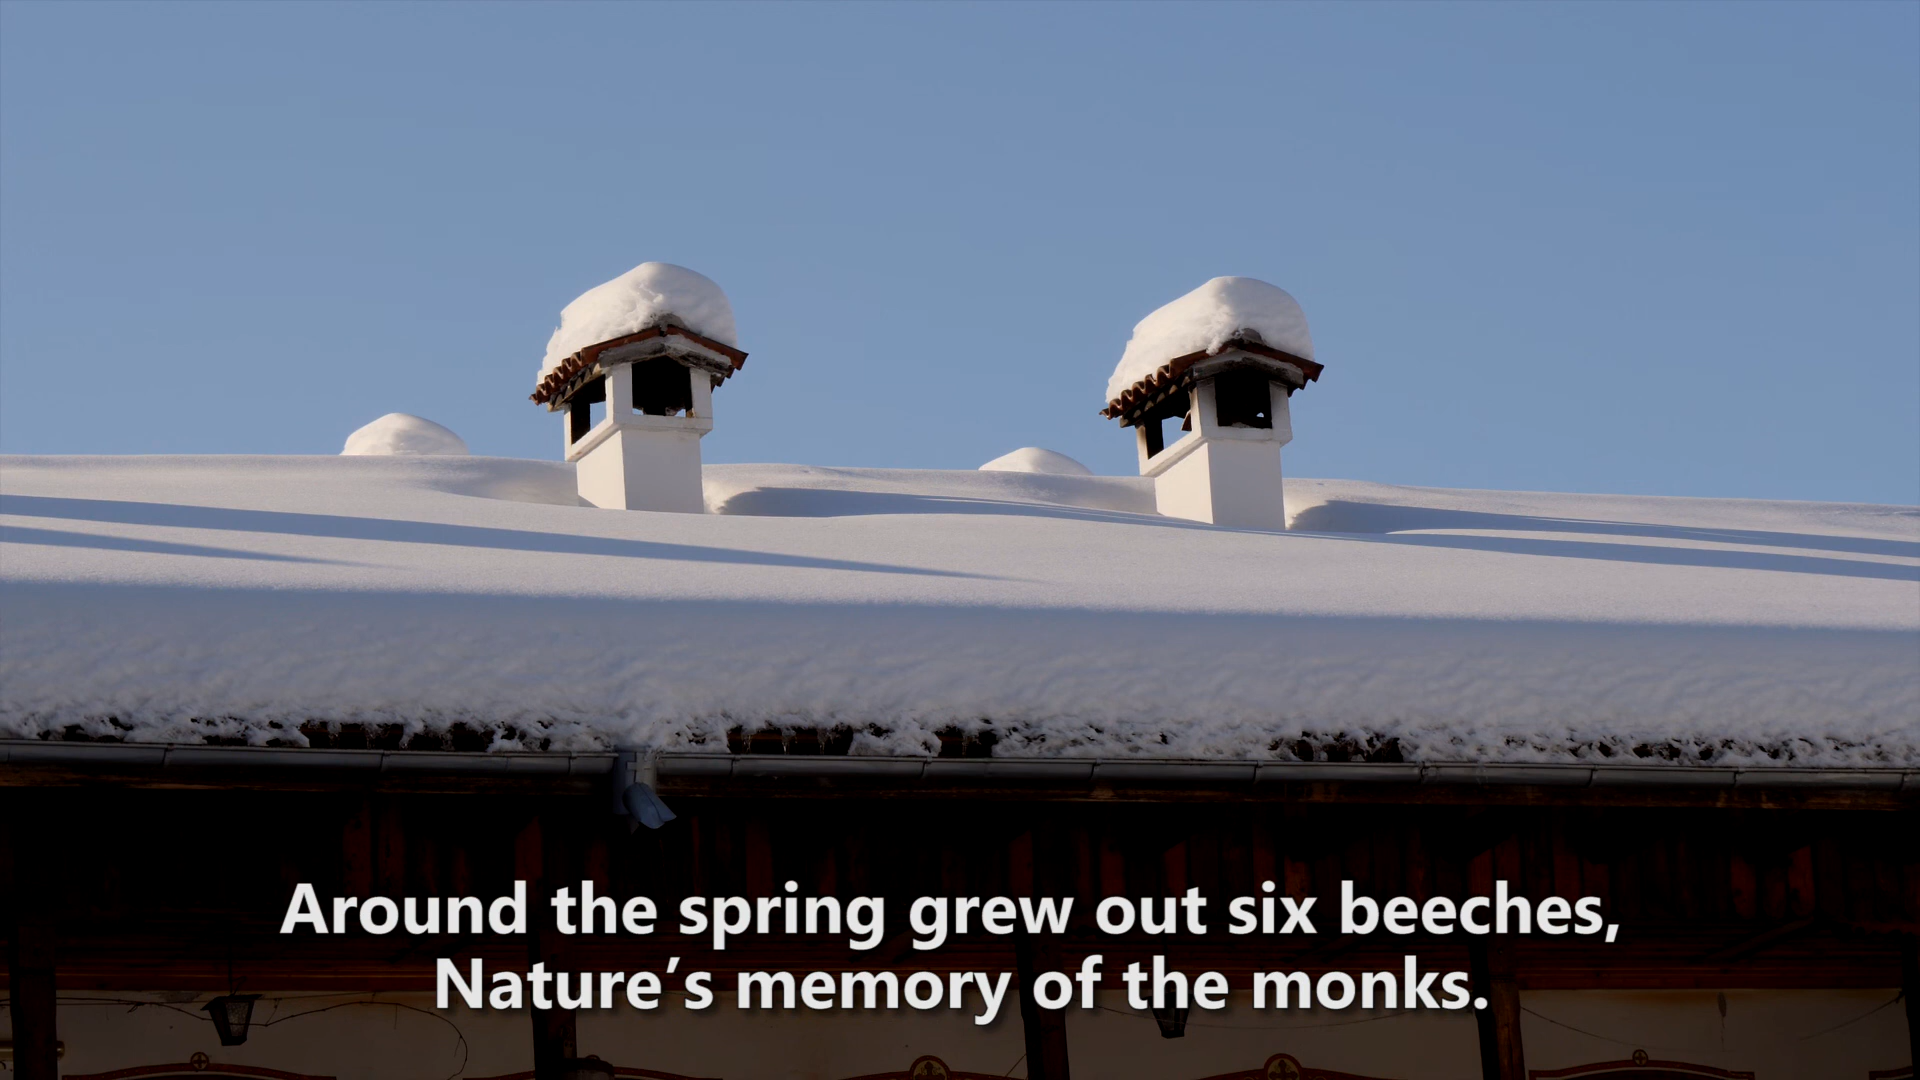 Around the spring grew out six beeches,
Nature’s memory of the monks.